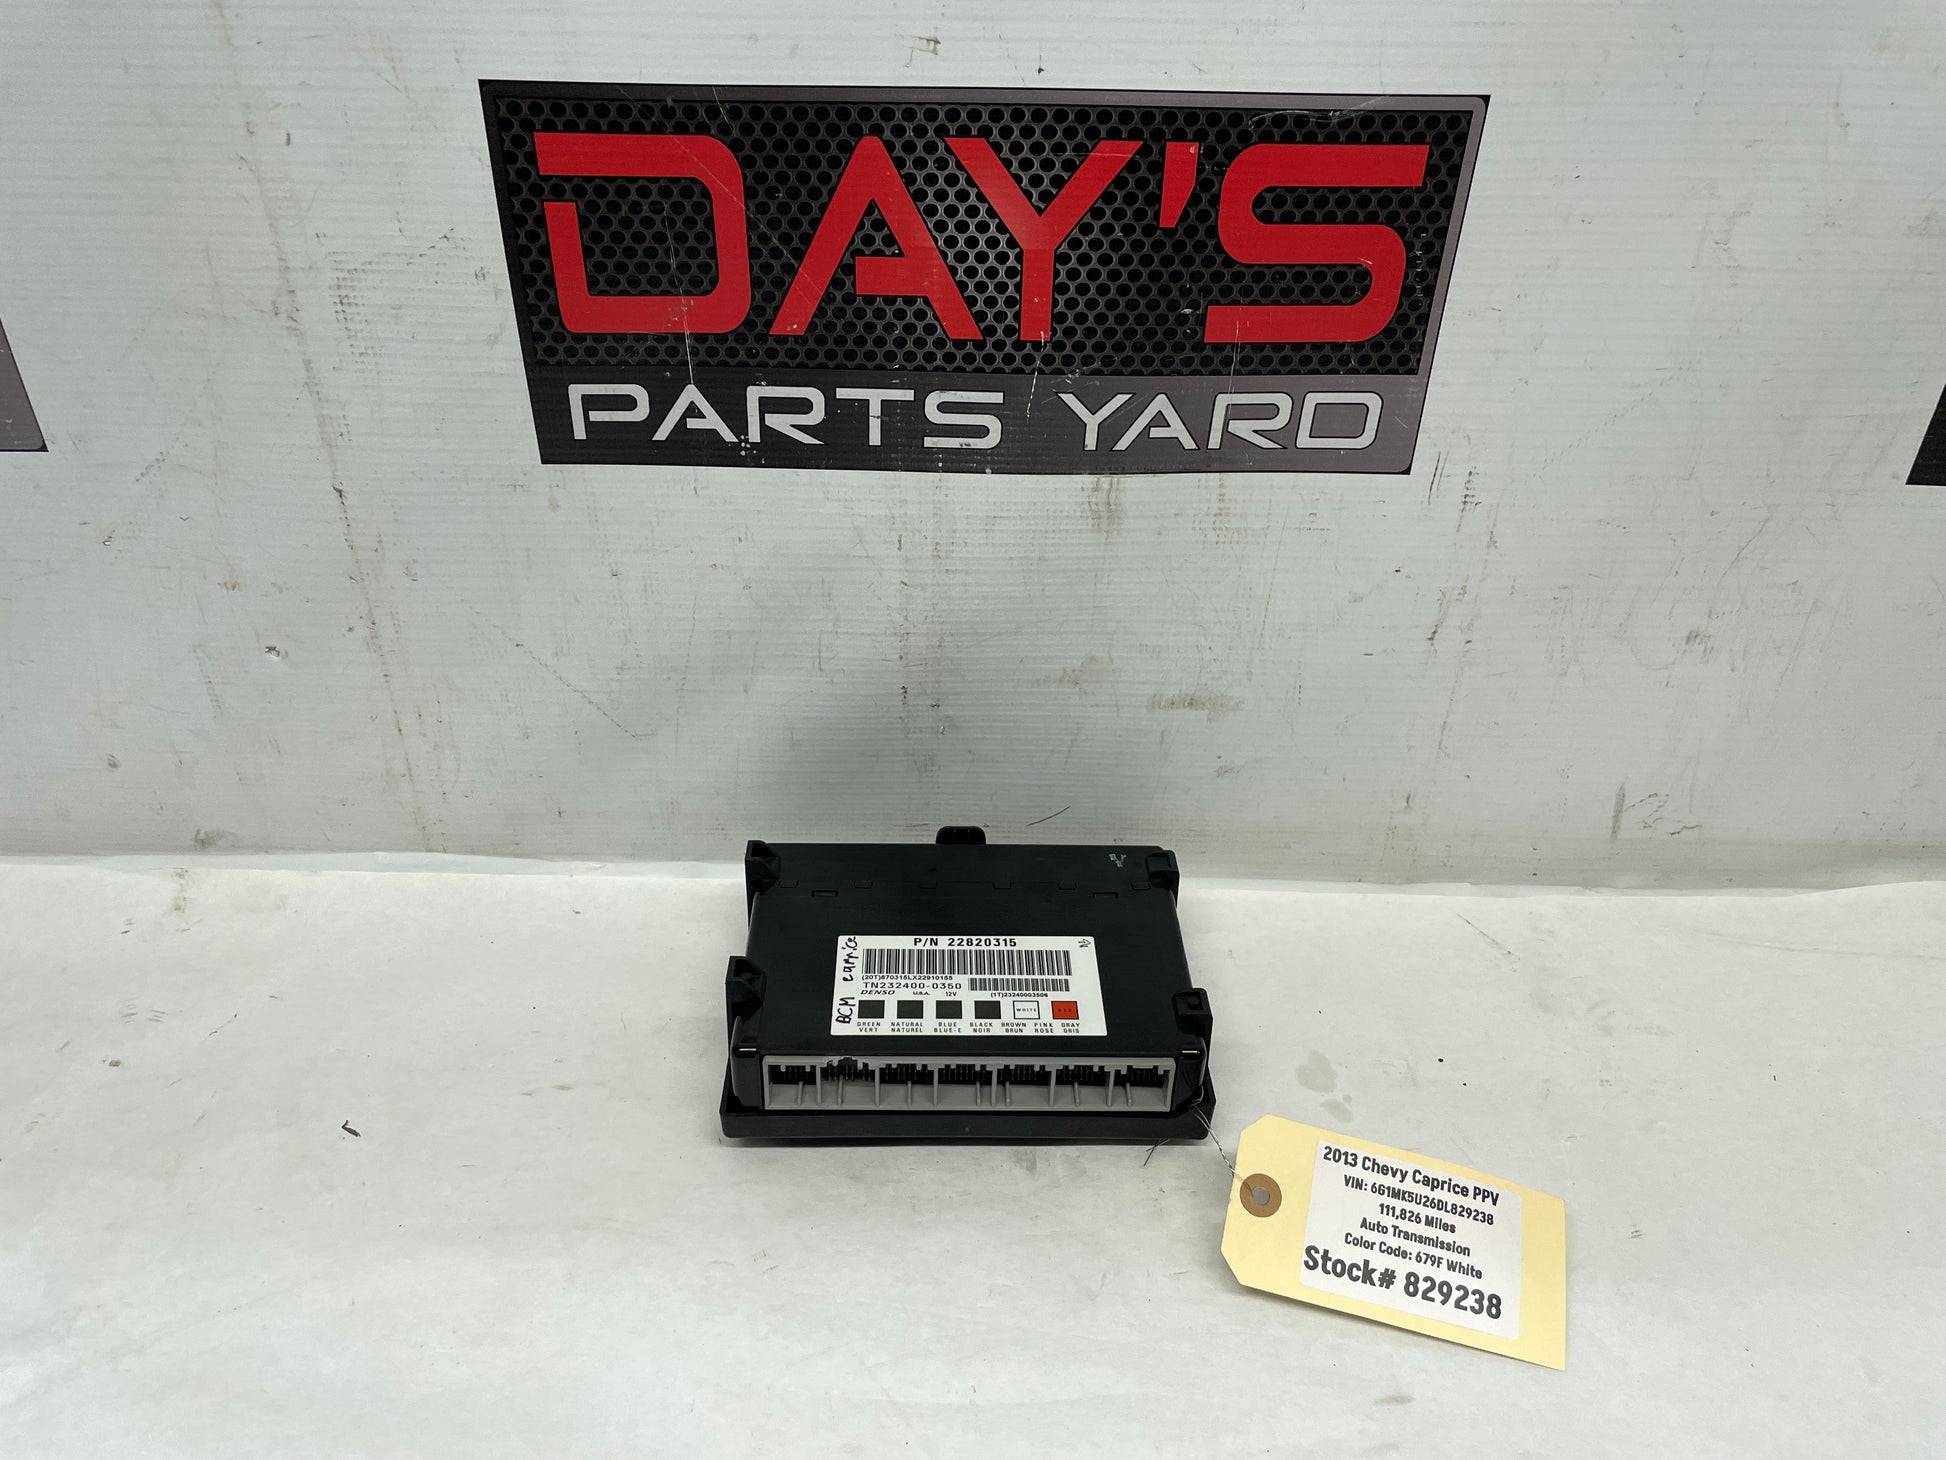 DAY'S
PARTS YARD
P/N 22820315
(20T)870315LX22910155
TN232400-0350
DENSO U.S.A. 12V
(1T)23240003506
BCM caprice
WHITE
RED
GREEN NATURAL BLUE BLACK BROWN PINK GRAY
VERT NATUREL BLUE-E NOIR BRUN ROSE GRIS
2013 Chevy Caprice PPV
VIN: 6G1MK5U26DL829238
111,826 Miles
Auto Transmission
Color Code: 679F White
Stock# 829238